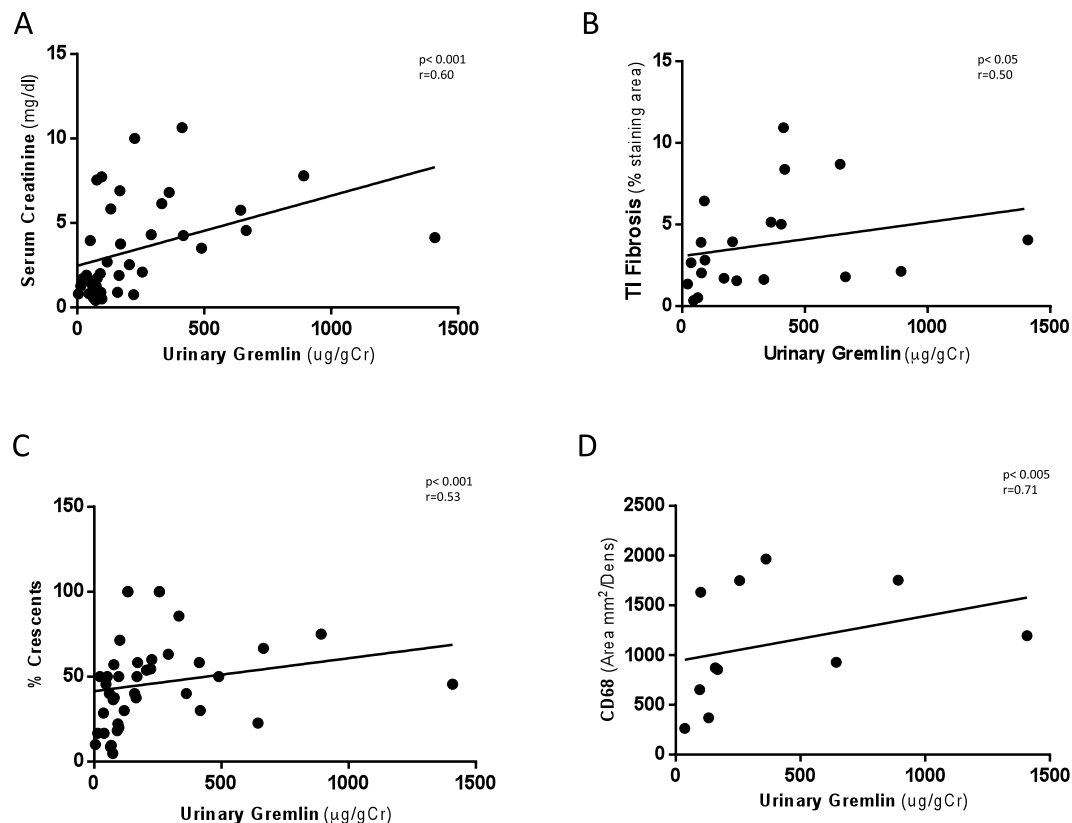 A
B
15
10
5
0
Serum Creatinine (mg/dl)
p< 0.001
r=0.60
0
500
1000
1500
Urinary Gremlin (ug/gCr)
15
10
5
0
TI Fibrosis (% staining area)
p< 0.05
r=0.50
0
500
1000
1500
Urinary Gremlin (μg/gCr)
C
D
150
100
50
0
% Crescents
p< 0.001
r=0.53
0
500
1000
1500
Urinary Gremlin (μg/gCr)
2500
2000
1500
1000
500
0
CD68 (Area mm²/Dens)
p< 0.005
r=0.71
0
500
1000
1500
Urinary Gremlin (ug/gCr)